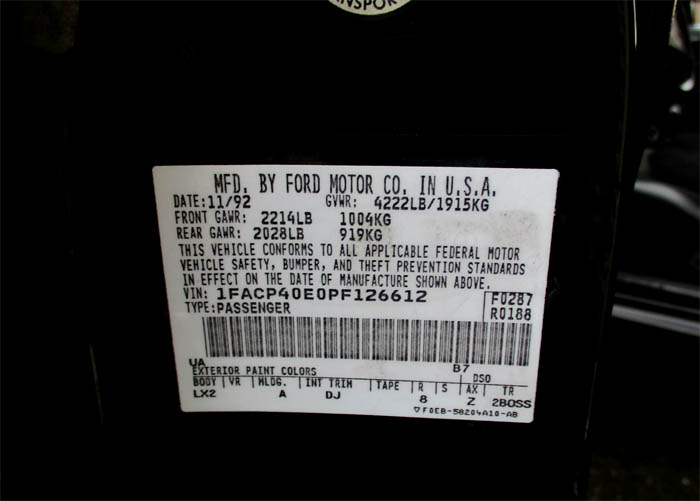 MFD. BY FORD MOTOR CO. IN U.S.A.
DATE: 11/92 GVWR: 4222LB/1915KG
FRONT GAWR: 2214LB 1004KG
REAR GAWR: 2028LB 919KG
THIS VEHICLE CONFORMS TO ALL APPLICABLE FEDERAL MOTOR
VEHICLE SAFETY, BUMPER, AND THEFT PREVENTION STANDARDS
IN EFFECT ON THE DATE OF MANUFACTURE SHOWN ABOVE.
VIN: 1FACP40E0PF126612 F0287
TYPE: PASSENGER R0188
UA B7
EXTERIOR PAINT COLORS DSO
BODY | VR | MLDG. | INT TRIM | TAPE | R | S | AX | TR
LX2 A DJ 8 Z 2BOSS
▽F0EB-58204A10-AB